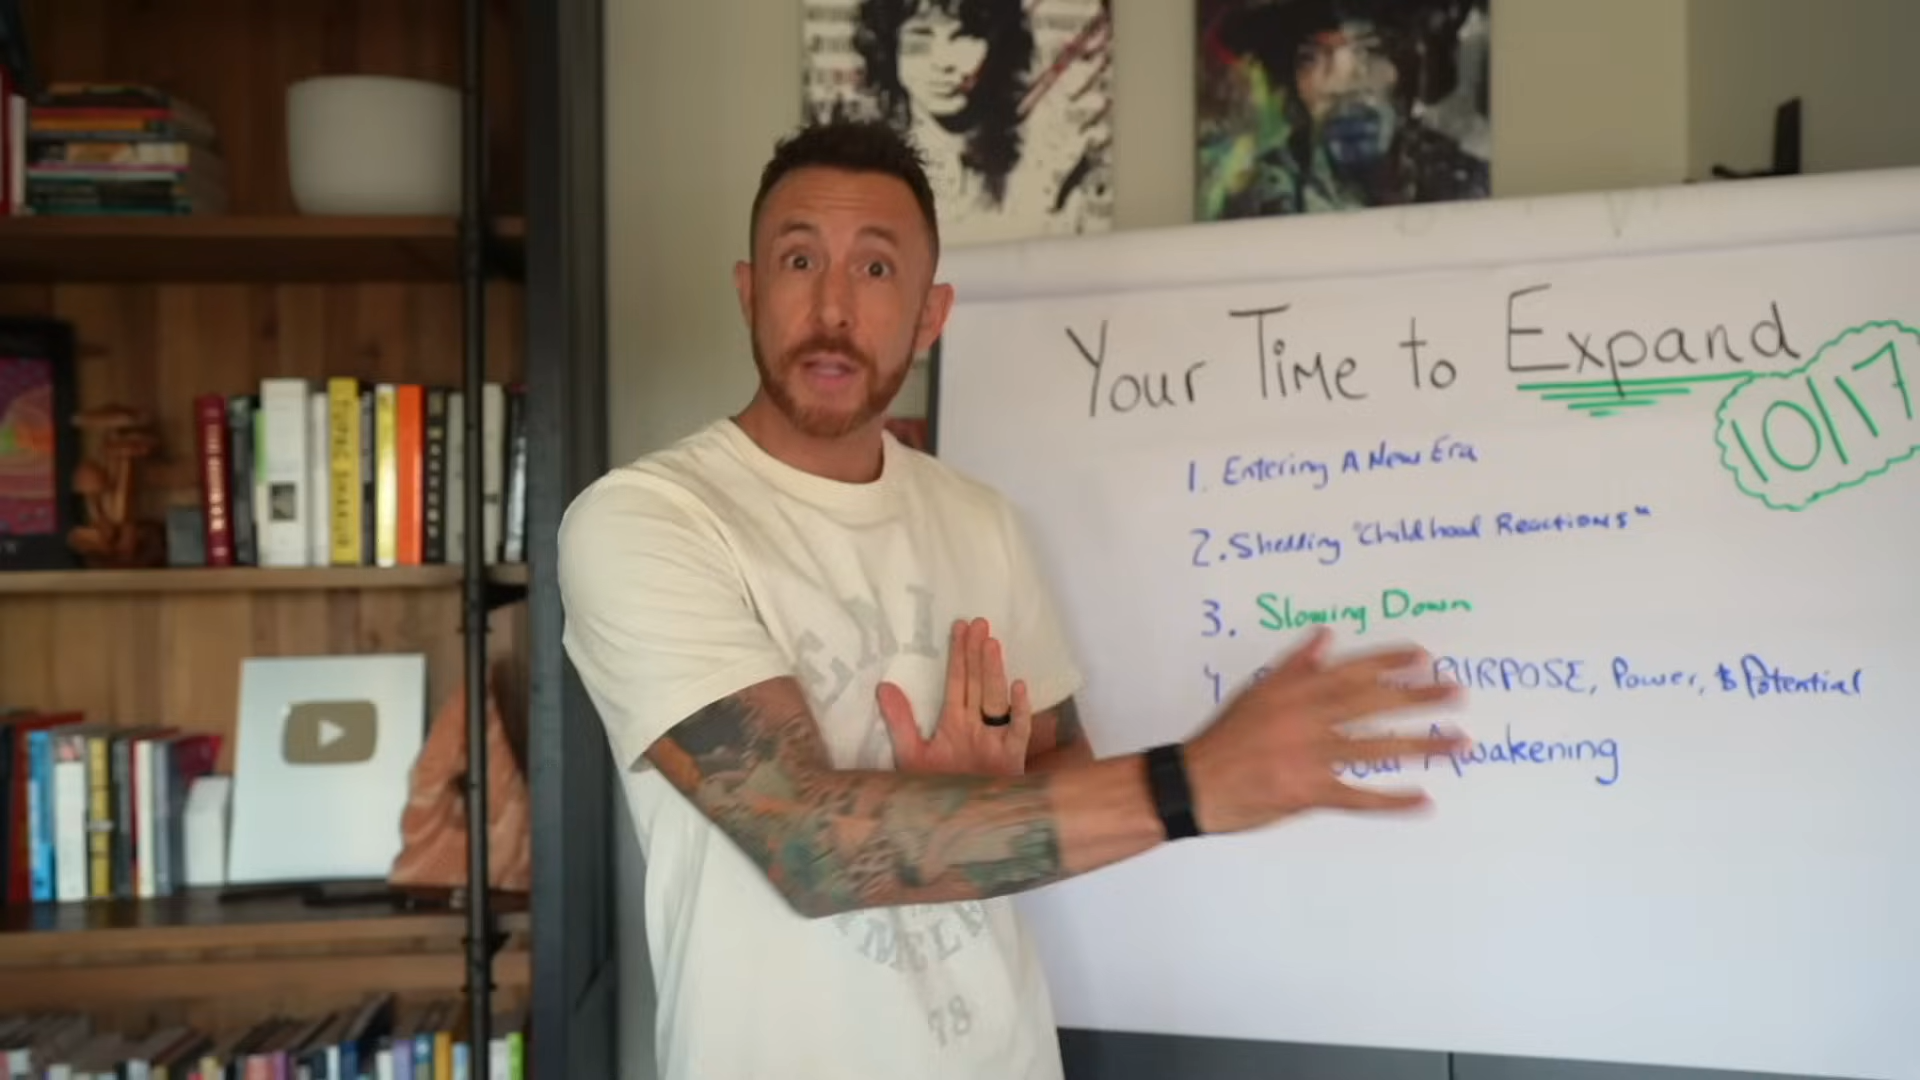 Your Time to Expand
10/17
1. Entering A New Era
2. Shedding "Childhood Reactions"
3. Slowing Down
4 PURPOSE, Power, & Potential
Awakening
78